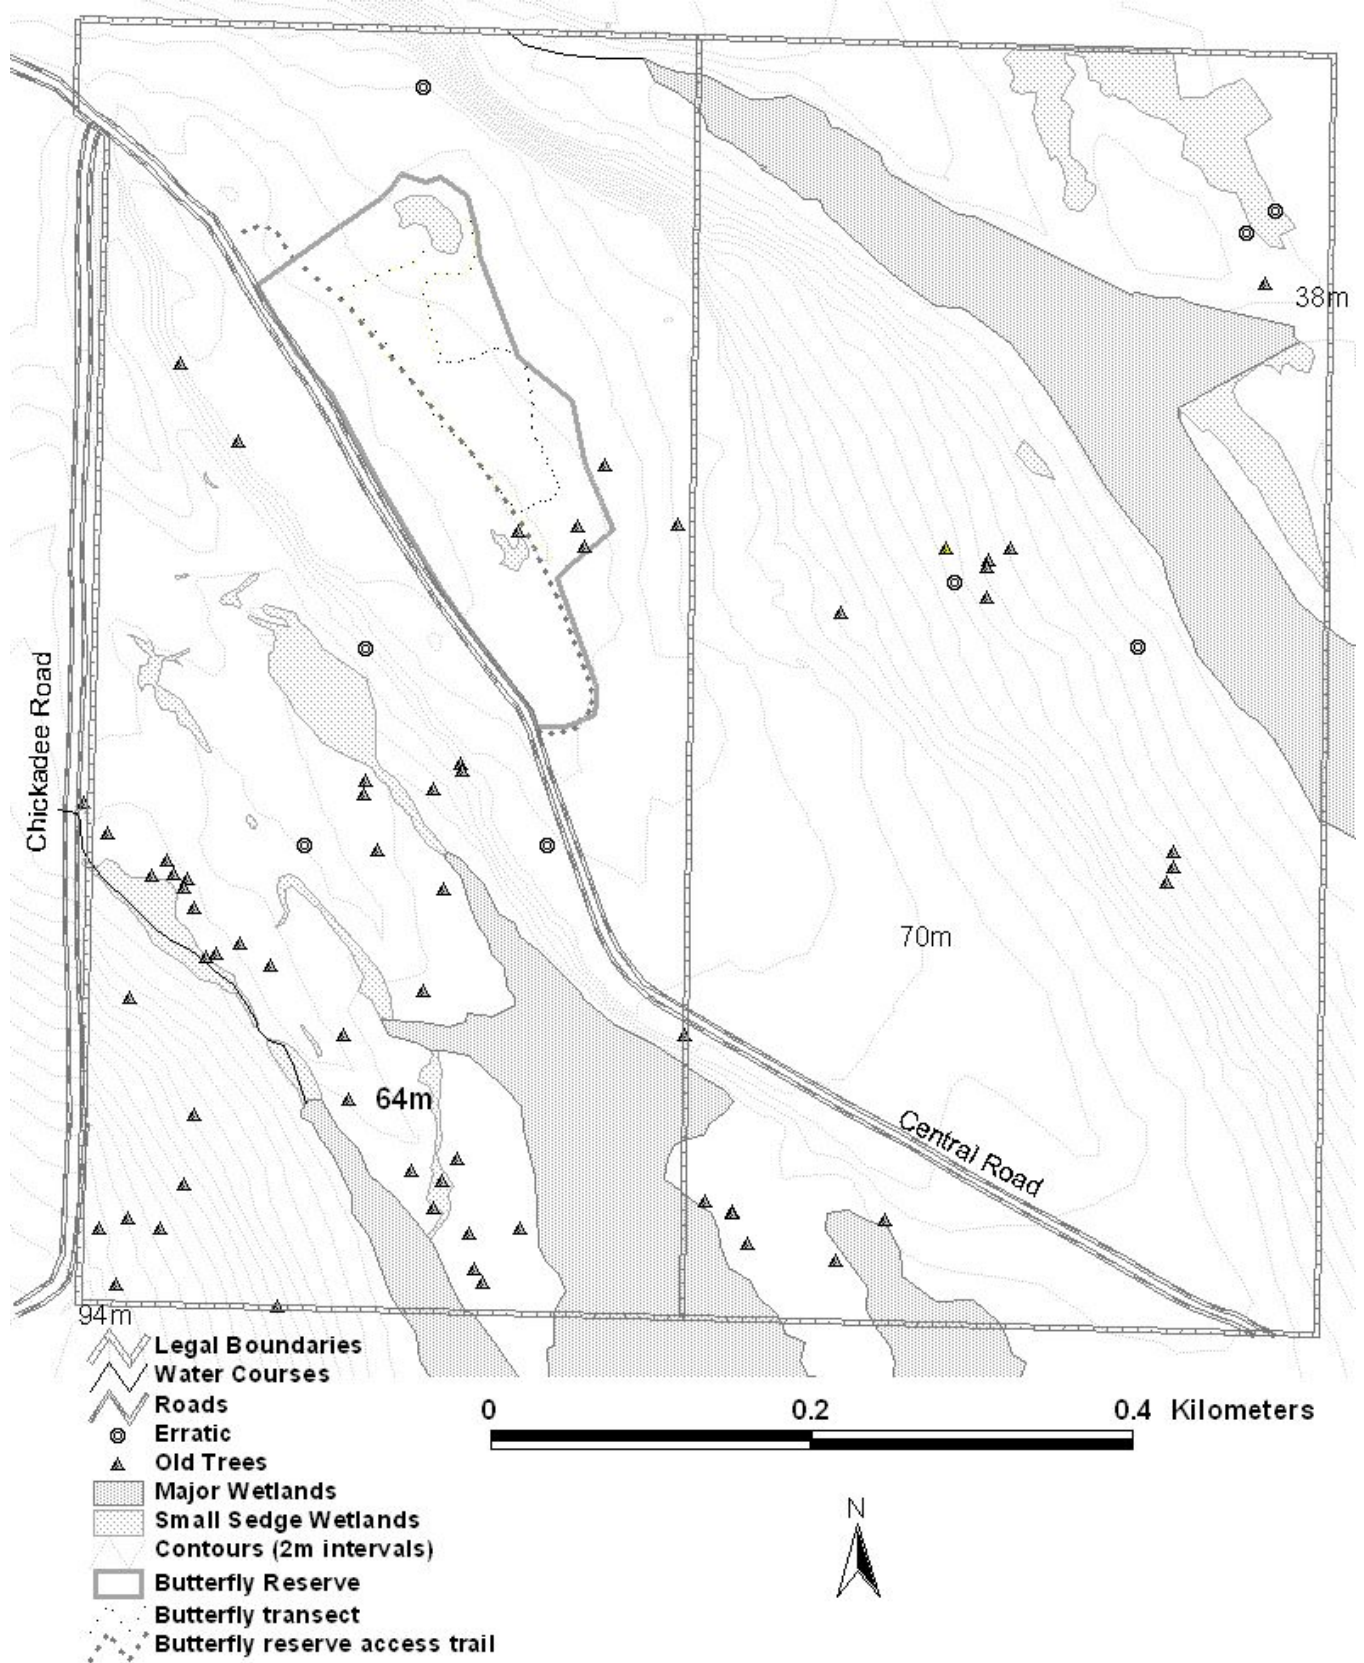 38m
Chickadee Road
70m
64m
Central Road
94m
Legal Boundaries
Water Courses
Roads
Erratic
Old Trees
Major Wetlands
Small Sedge Wetlands
Contours (2m intervals)
Butterfly Reserve
Butterfly transect
Butterfly reserve access trail
0 0.2 0.4 Kilometers
N